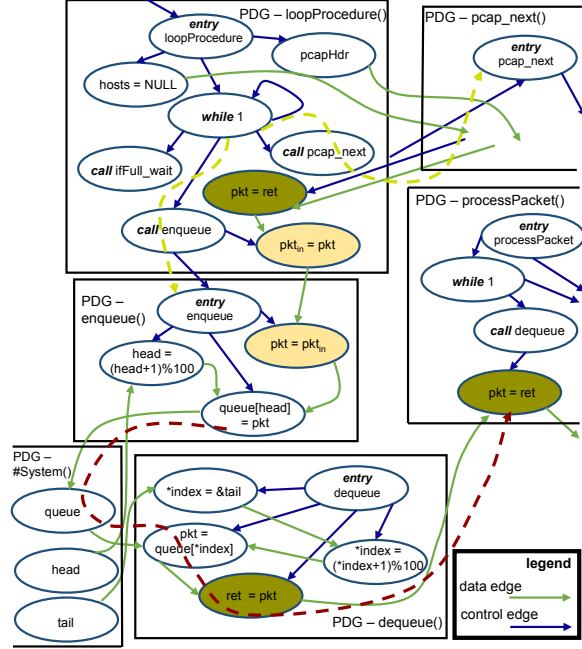 PDG – loopProcedure()
entry
loopProcedure
pcapHdr
hosts = NULL
while 1
call ifFull_wait
call pcap_next
pkt = ret
call enqueue
pktin = pkt
PDG – pcap_next()
entry
pcap_next
PDG – processPacket()
entry
processPacket
while 1
call dequeue
pkt = ret
PDG –
enqueue()
entry
enqueue
head =
(head+1)%100
pkt = pktin
queue[head]
= pkt
PDG –
#System()
queue
head
tail
*index = &tail
entry
dequeue
pkt =
queue[*index]
*index =
(*index+1)%100
ret = pkt
PDG – dequeue()
legend
data edge
control edge